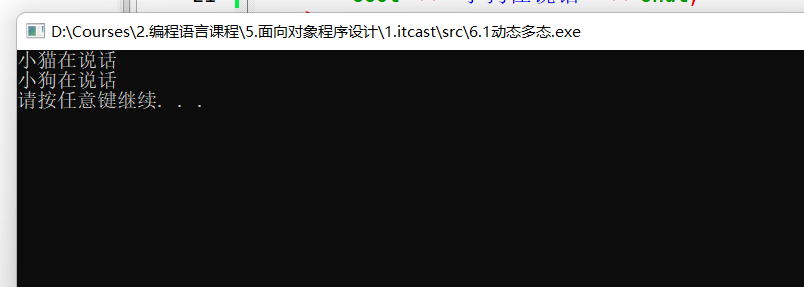 D:\Courses\2.编程语言课程\5.面向对象程序设计\1.itcast\src\6.1动态多态.exe
小猫在说话
小狗在说话
请按任意键继续. . .